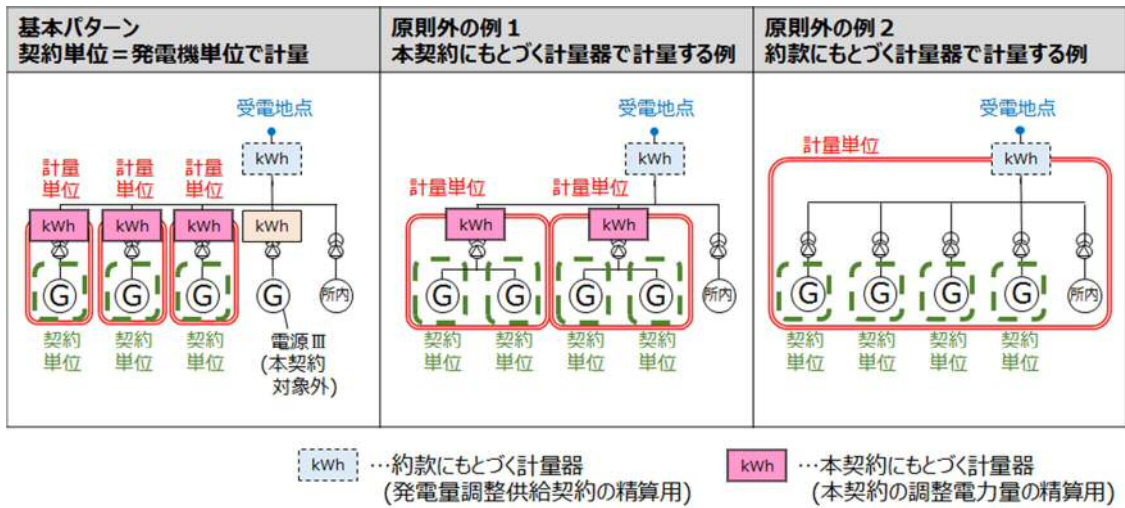 基本パターン
契約単位＝発電機単位で計量
受電地点
kWh
計量
単位
計量
単位
計量
単位
kWh
kWh
kWh
kWh
G
G
G
G
所内
契約
単位
契約
単位
契約
単位
電源Ⅲ
(本契約
対象外)
原則外の例１
本契約にもとづく計量器で計量する例
受電地点
kWh
計量単位
計量単位
kWh
kWh
G
G
G
G
所内
契約
単位
契約
単位
契約
単位
契約
単位
原則外の例２
約款にもとづく計量器で計量する例
受電地点
計量単位
kWh
G
G
G
G
所内
契約
単位
契約
単位
契約
単位
契約
単位
kWh …約款にもとづく計量器
(発電量調整供給契約の精算用)
kWh …本契約にもとづく計量器
(本契約の調整電力量の精算用)